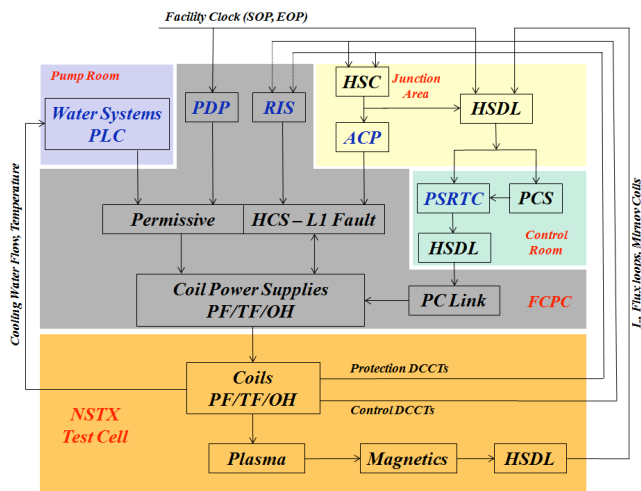 Facility Clock (SOP, EOP)
Pump Room
Water Systems
PLC
PDP
RIS
HSC
Junction
Area
HSDL
ACP
PSRTC
PCS
HSDL
Control
Room
Permissive
HCS – L1 Fault
Coil Power Supplies
PF/TF/OH
PC Link
FCPC
Cooling Water Flow, Temperature
Coils
PF/TF/OH
Protection DCCTs
Control DCCTs
NSTX
Test Cell
Plasma
Magnetics
HSDL
Flux loops, Mirnov Coils